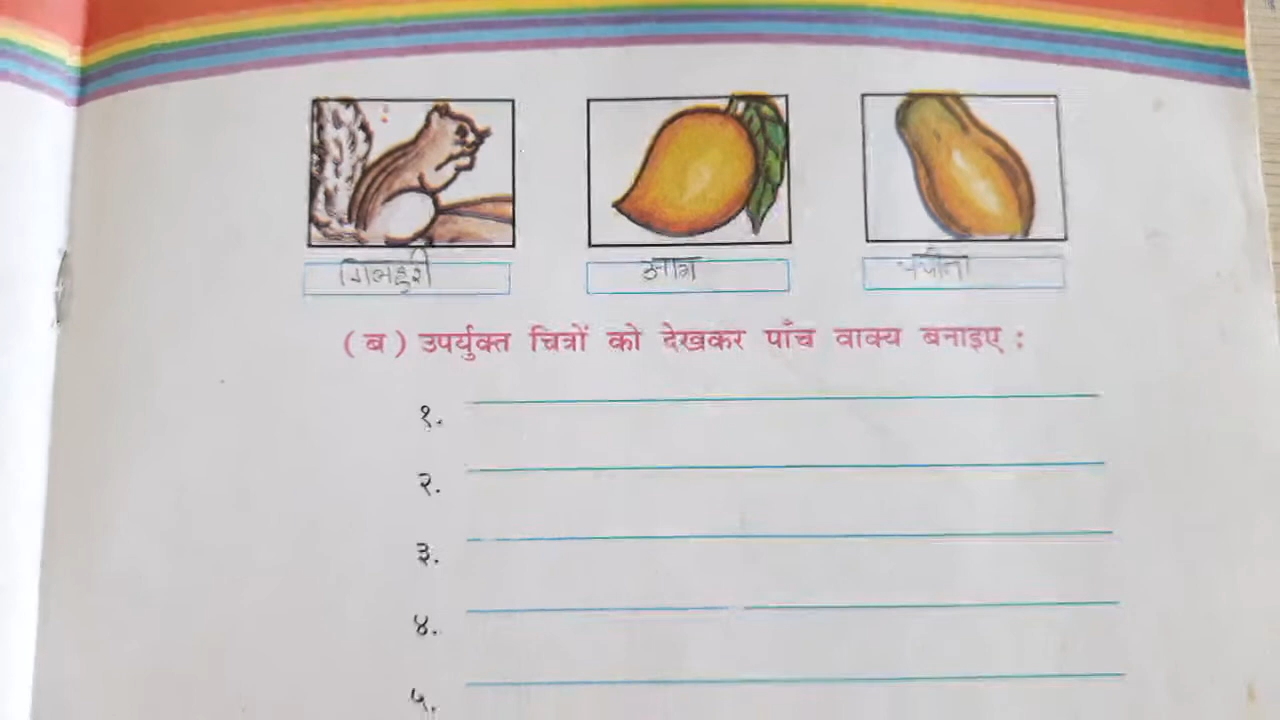 गिलहरी आम पपीता
( ब ) उपर्युक्त चित्रों को देखकर पाँच वाक्य बनाइए :
१.
२.
३.
४.
५.